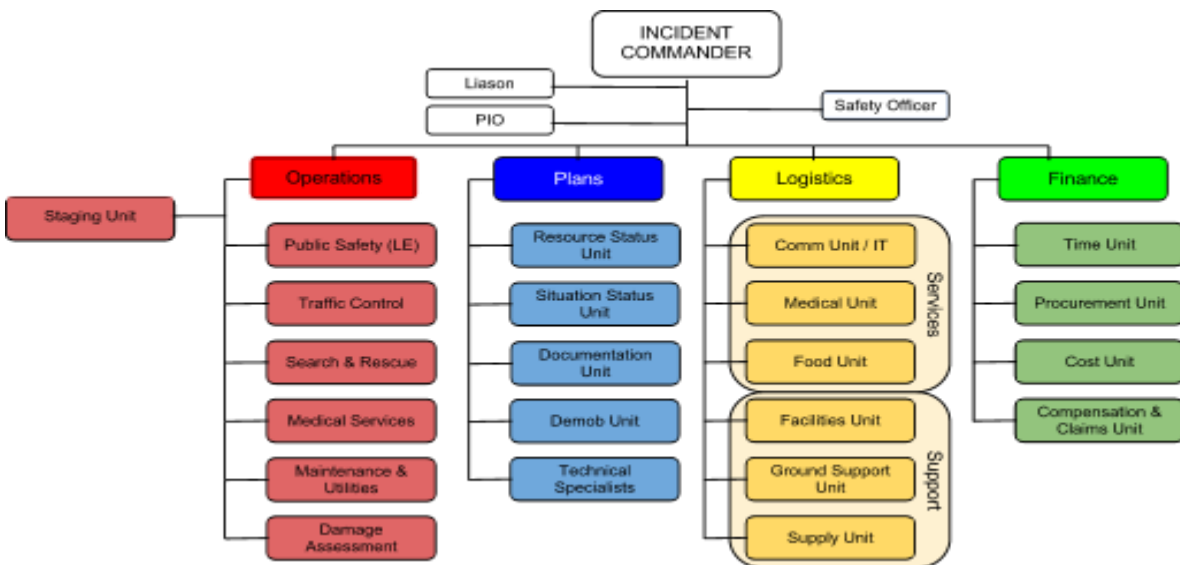 INCIDENT
COMMANDER
Liason
Safety Officer
PIO
Operations
Plans
Logistics
Finance
Staging Unit
Public Safety (LE)
Traffic Control
Search & Rescue
Medical Services
Maintenance &
Utilities
Damage
Assessment
Resource Status
Unit
Situation Status
Unit
Documentation
Unit
Demob Unit
Technical
Specialists
Comm Unit / IT
Medical Unit
Food Unit
Services
Facilities Unit
Ground Support
Unit
Supply Unit
Support
Time Unit
Procurement Unit
Cost Unit
Compensation &
Claims Unit